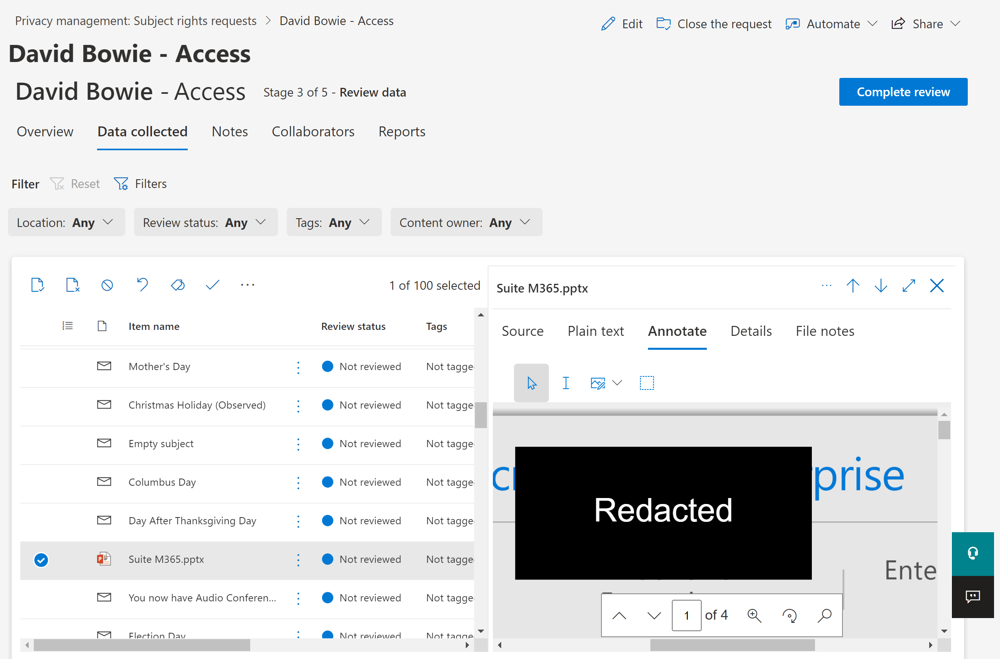 Privacy management: Subject rights requests > David Bowie - Access
Edit Close the request Automate Share
David Bowie - Access
David Bowie - Access Stage 3 of 5 - Review data
Complete review
Overview Data collected Notes Collaborators Reports
Filter Reset Filters
Location: Any Review status: Any Tags: Any Content owner: Any
1 of 100 selected
Item name Review status Tags
Mother's Day Not reviewed Not tagge
Christmas Holiday (Observed) Not reviewed Not tagge
Empty subject Not reviewed Not tagge
Columbus Day Not reviewed Not tagge
Day After Thanksgiving Day Not reviewed Not tagge
Suite M365.pptx Not reviewed Not tagge
You now have Audio Conferen... Not reviewed Not tagge
Election Day Not reviewed Not tagge
Suite M365.pptx
Source Plain text Annotate Details File notes
prise
Redacted
Ente
1 of 4